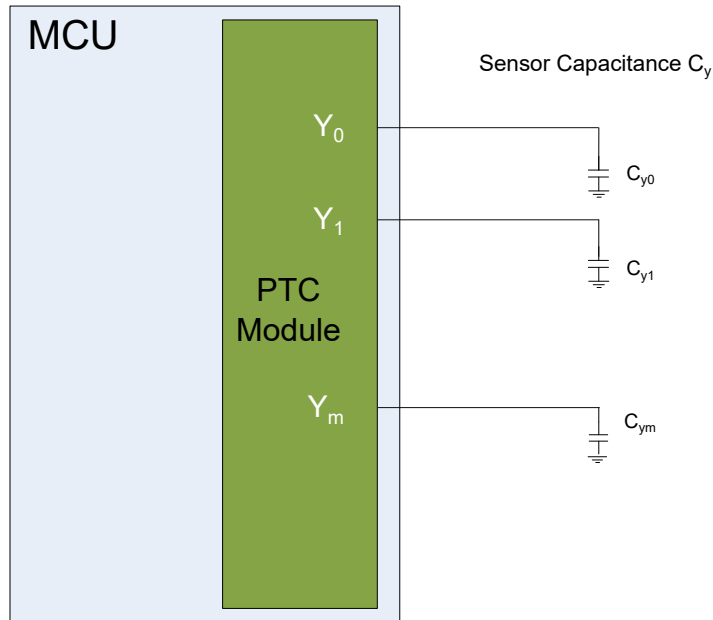 MCU
Sensor Capacitance Cy
Y0
Cy0
Y1
Cy1
PTC
Module
Ym
Cym